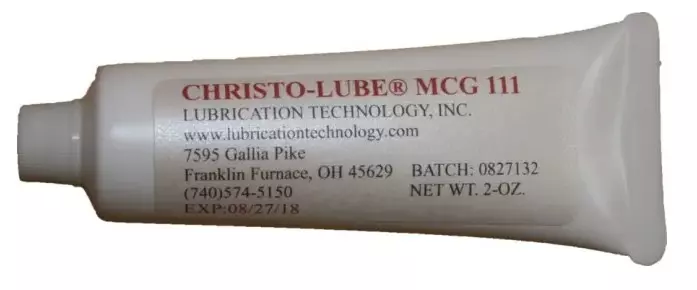 CHRISTO-LUBE® MCG 111
LUBRICATION TECHNOLOGY, INC.
www.lubricationtechnology.com
7595 Gallia Pike
Franklin Furnace, OH 45629 BATCH: 0827132
(740)574-5150 NET WT. 2-OZ.
EXP:08/27/18